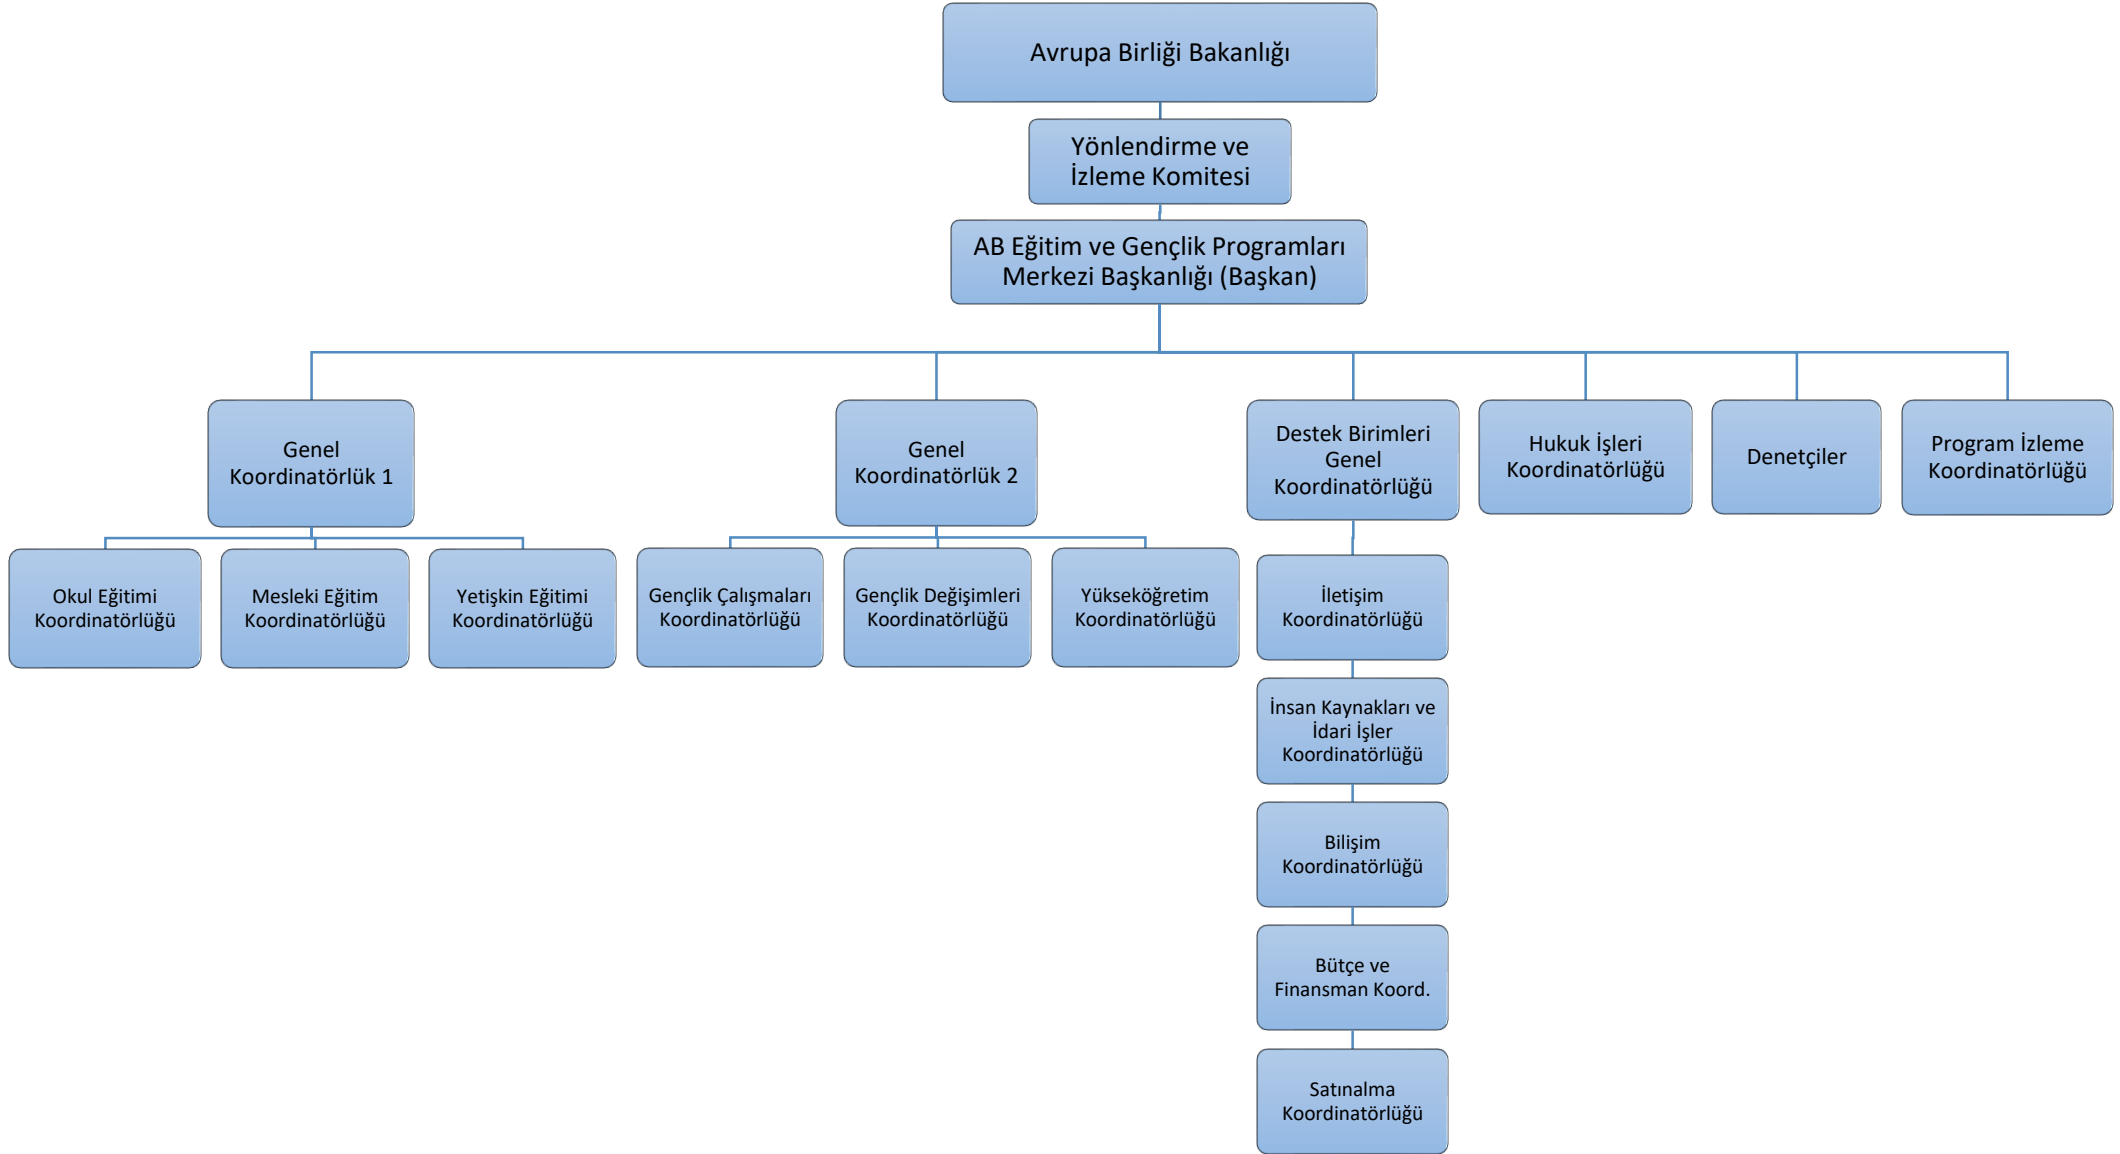 Avrupa Birliği Bakanlığı
Yönlendirme ve
İzleme Komitesi
AB Eğitim ve Gençlik Programları
Merkezi Başkanlığı (Başkan)
Genel
Koordinatörlük 1
Genel
Koordinatörlük 2
Destek Birimleri
Genel
Koordinatörlüğü
Hukuk İşleri
Koordinatörlüğü
Denetçiler
Program İzleme
Koordinatörlüğü
Okul Eğitimi
Koordinatörlüğü
Mesleki Eğitim
Koordinatörlüğü
Yetişkin Eğitimi
Koordinatörlüğü
Gençlik Çalışmaları
Koordinatörlüğü
Gençlik Değişimleri
Koordinatörlüğü
Yükseköğretim
Koordinatörlüğü
İletişim
Koordinatörlüğü
İnsan Kaynakları ve
İdari İşler
Koordinatörlüğü
Bilişim
Koordinatörlüğü
Bütçe ve
Finansman Koord.
Satınalma
Koordinatörlüğü